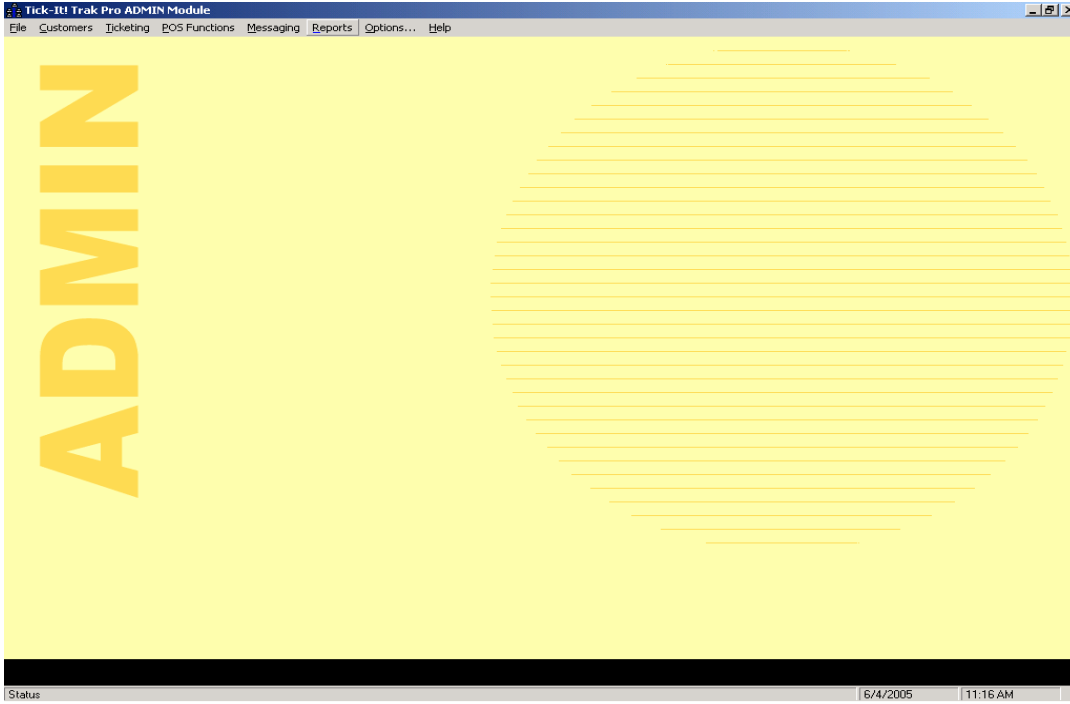 Tick-It! Trak Pro ADMIN Module
File Customers Ticketing POS Functions Messaging Reports Options... Help
ADMIN
Status 6/4/2005 11:16 AM